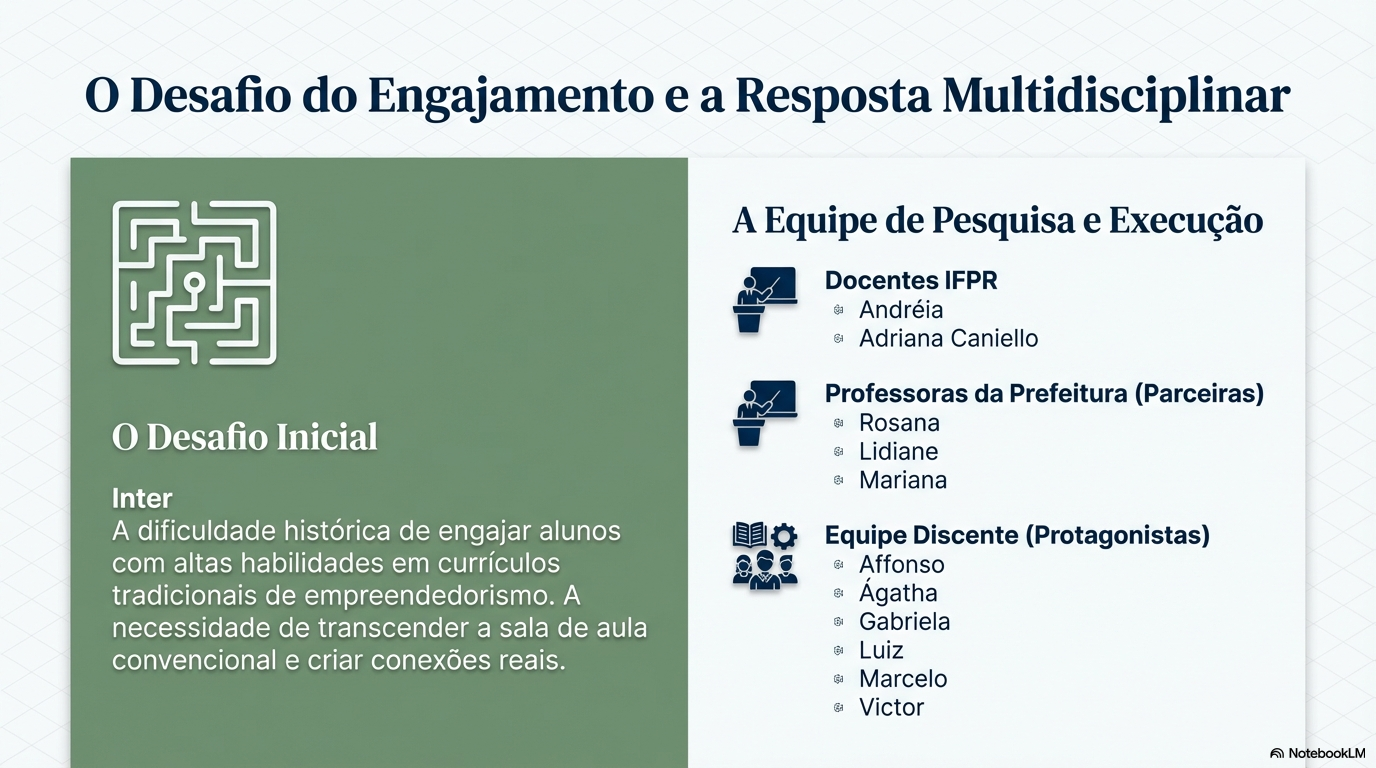 O Desafio do Engajamento e a Resposta Multidisciplinar
O Desafio Inicial
Inter
A dificuldade histórica de engajar alunos
com altas habilidades em currículos
tradicionais de empreendedorismo. A
necessidade de transcender a sala de aula
convencional e criar conexões reais.
A Equipe de Pesquisa e Execução
Docentes IFPR
Andréia
Adriana Caniello
Professoras da Prefeitura (Parceiras)
Rosana
Lidiane
Mariana
Equipe Discente (Protagonistas)
Affonso
Ágatha
Gabriela
Luiz
Marcelo
Victor
NotebookLM